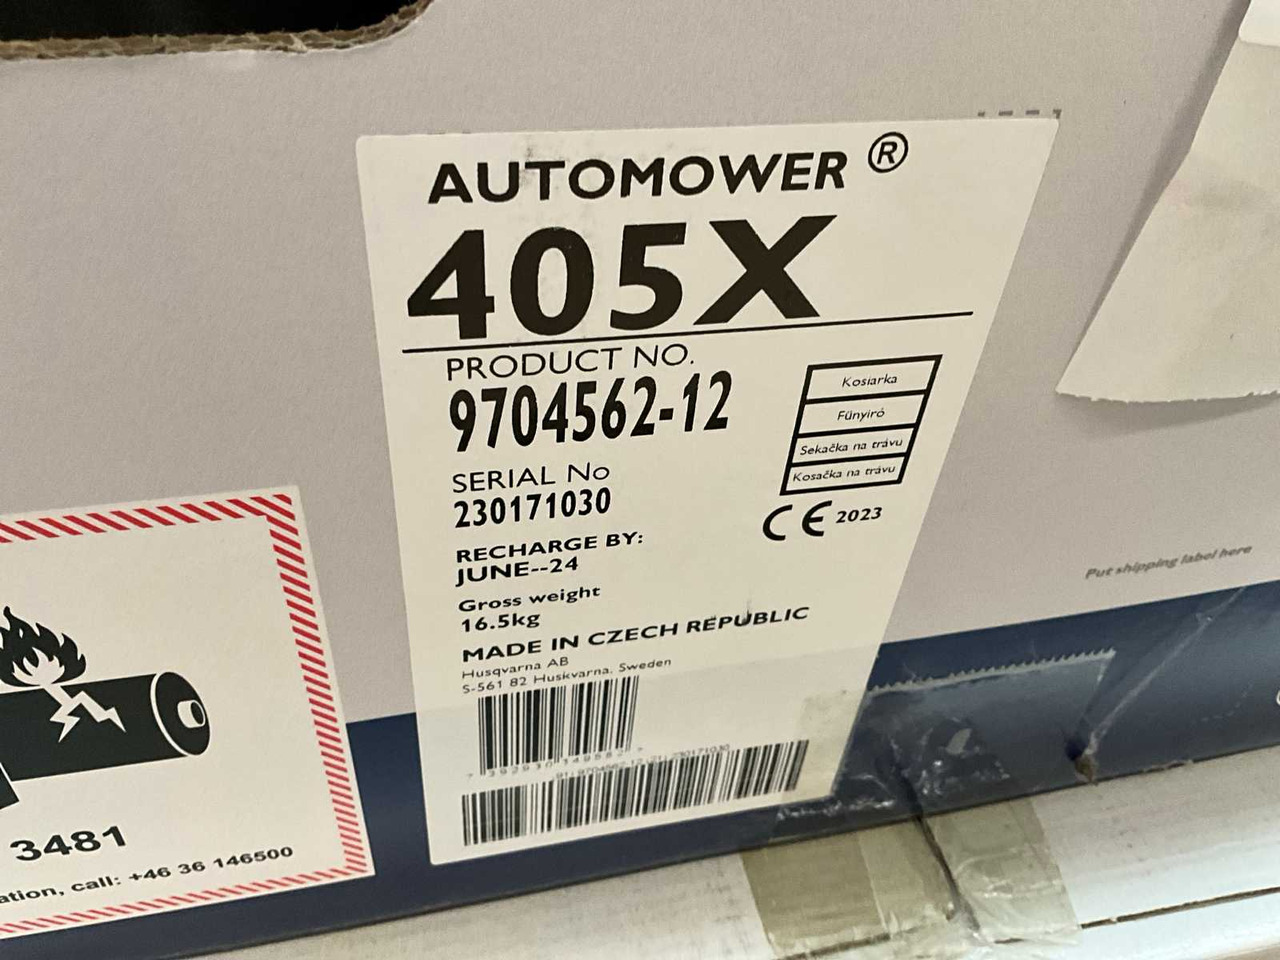 AUTOMOWER ®
405X
PRODUCT NO.
9704562-12
SERIAL No
230171030
RECHARGE BY:
JUNE--24
Gross weight
16.5kg
MADE IN CZECH REPUBLIC
Husqvarna AB
S-561 82 Huskvarna, Sweden
Kosiarka
Fűnyíró
Sekačka na trávu
Kosačka na trávu
CE 2023
Put shipping label here
3481
ation, call: +46 36 146500